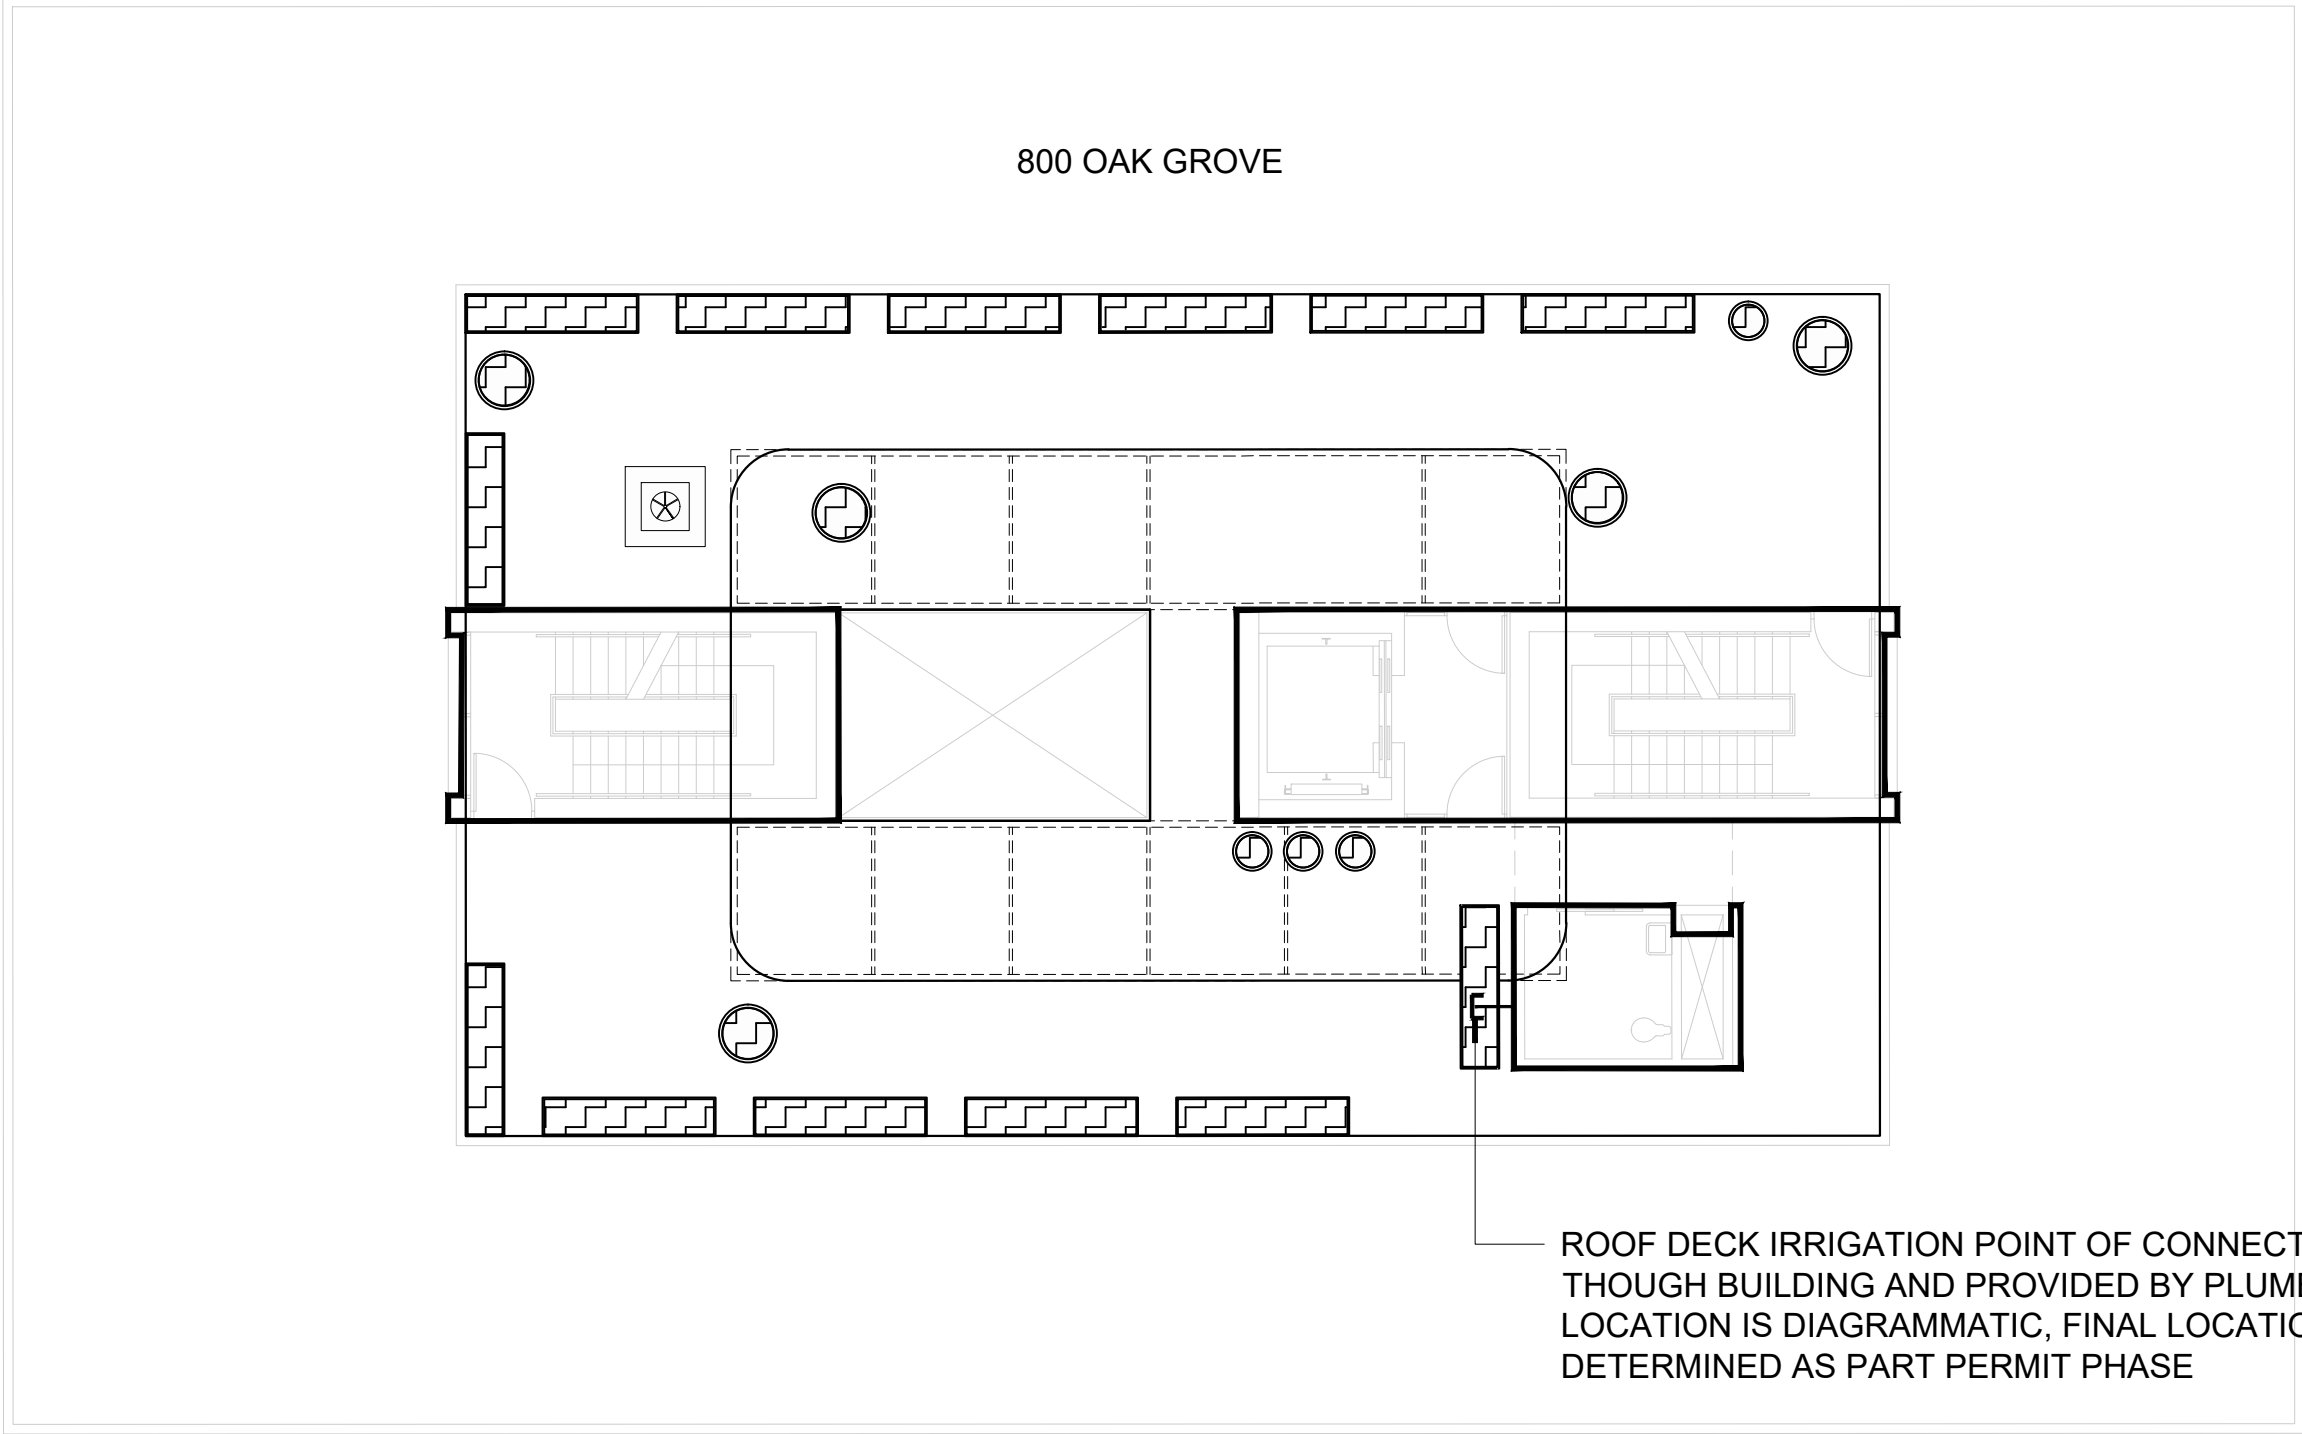 800 OAK GROVE
ROOF DECK IRRIGATION POINT OF CONNECT
THOUGH BUILDING AND PROVIDED BY PLUM
LOCATION IS DIAGRAMMATIC, FINAL LOCATIO
DETERMINED AS PART PERMIT PHASE